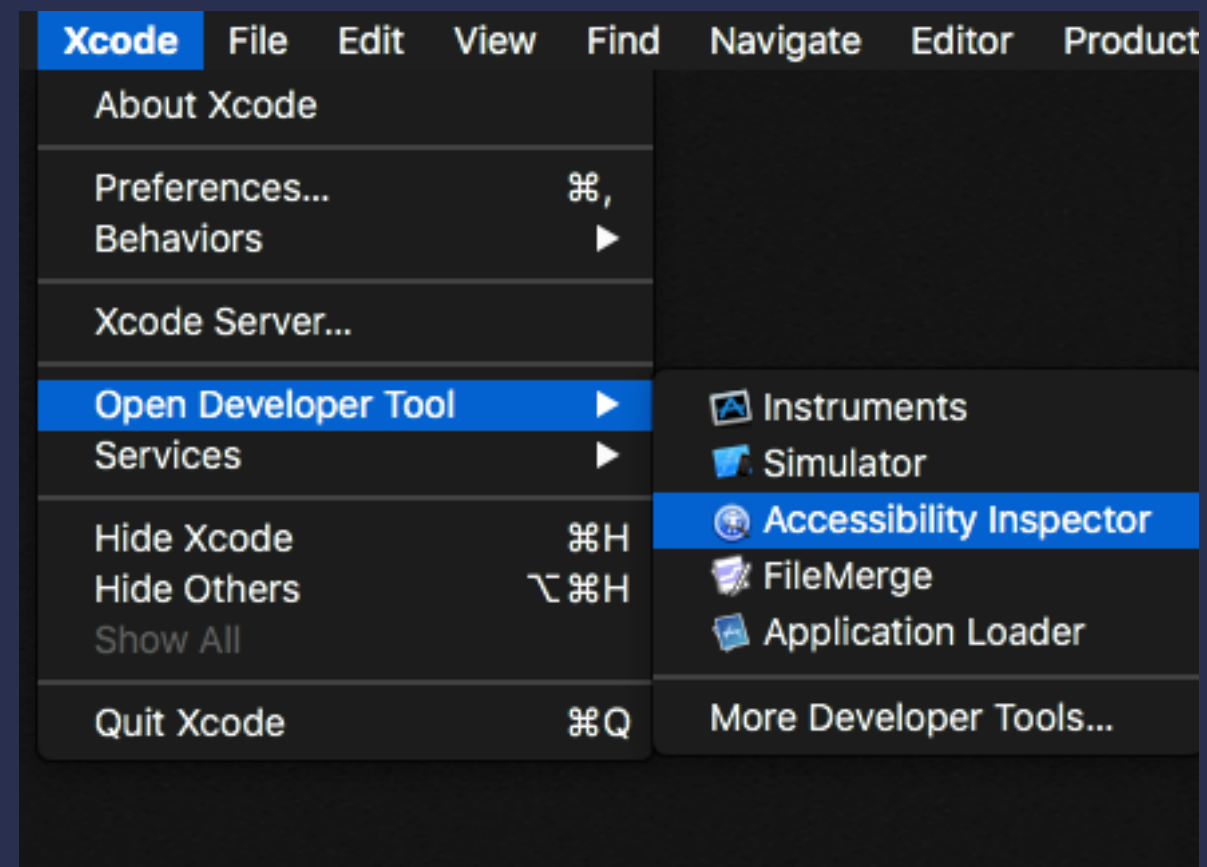 Xcode File Edit View Find Navigate Editor Product
About Xcode
Preferences... ⌘,
Behaviors ▶
Xcode Server...
Open Developer Tool ▶
Services ▶
Hide Xcode ⌘H
Hide Others ⌥⌘H
Show All
Quit Xcode ⌘Q
Instruments
Simulator
Accessibility Inspector
FileMerge
Application Loader
More Developer Tools...